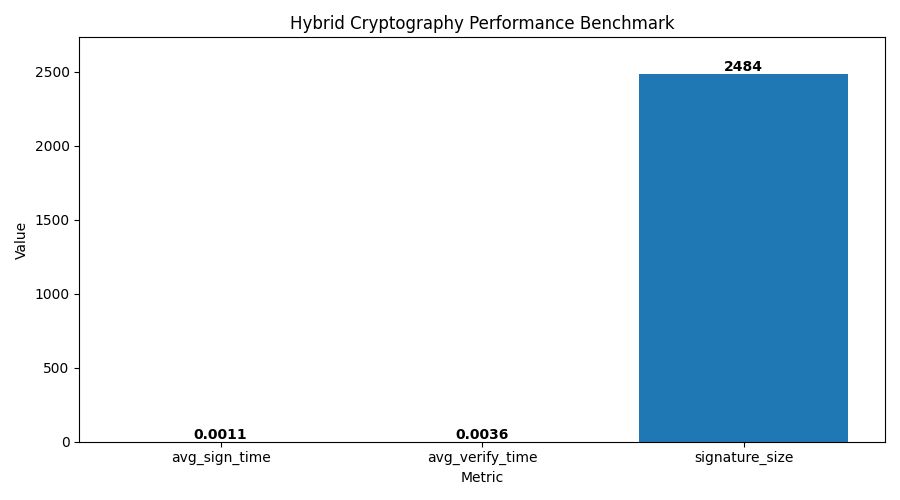 Hybrid Cryptography Performance Benchmark
2500
2000
1500
1000
500
0
Value
0.0011
0.0036
2484
avg_sign_time
avg_verify_time
signature_size
Metric